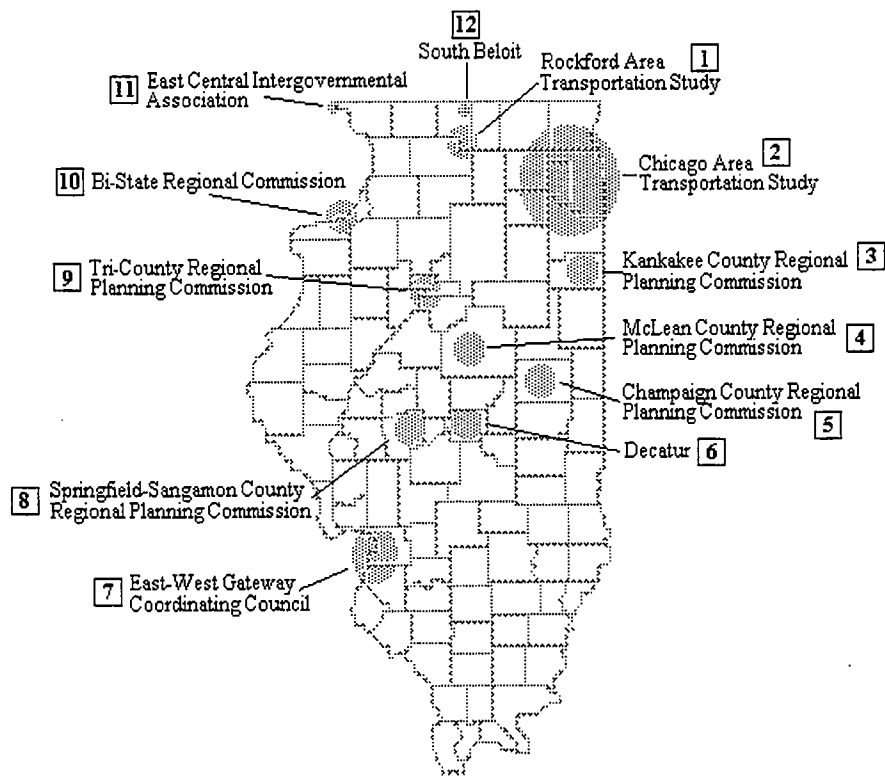 12
South Beloit
Rockford Area 1
Transportation Study
11 East Central Intergovernmental
Association
Chicago Area 2
Transportation Study
10 Bi-State Regional Commission
Kankakee County Regional 3
Planning Commission
9 Tri-County Regional
Planning Commission
McLean County Regional
Planning Commission 4
Champaign County Regional
Planning Commission 5
Decatur 6
8 Springfield-Sangamon County
Regional Planning Commission
7 East-West Gateway
Coordinating Council